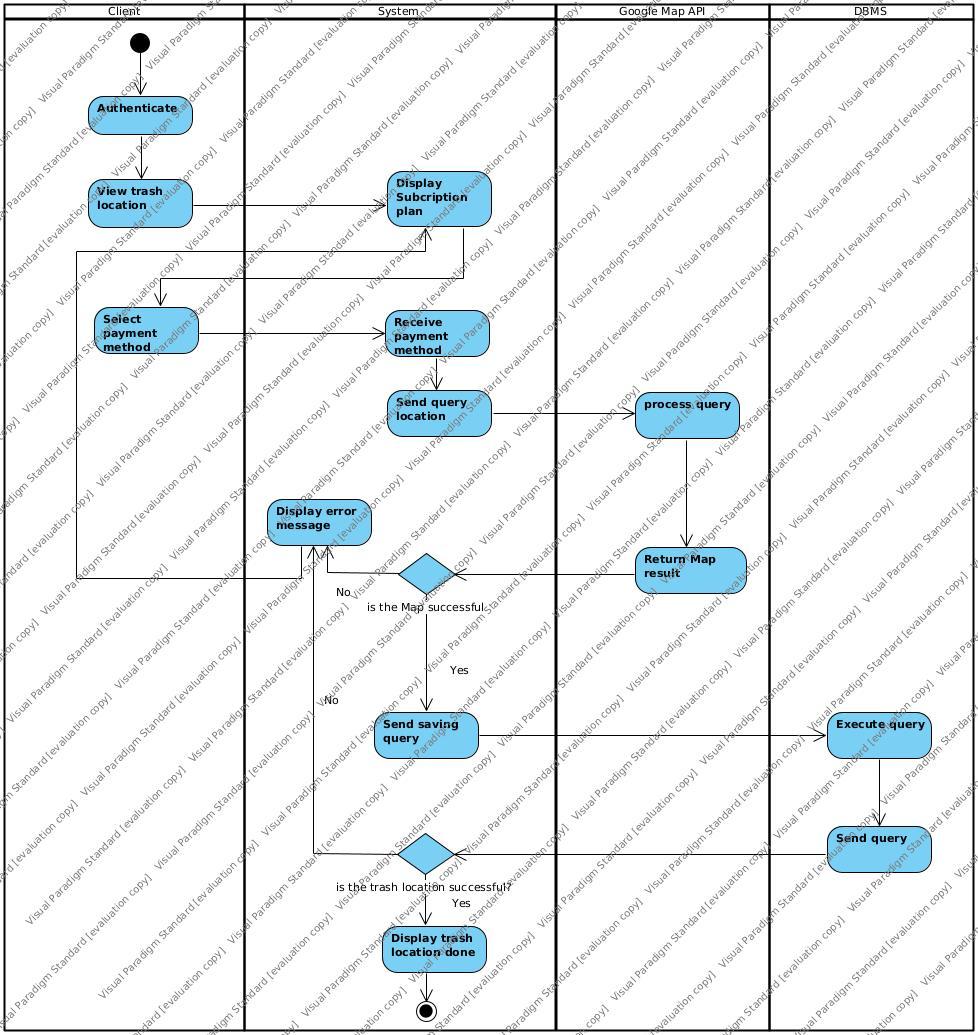 Client
System
Google Map API
DBMS
Authenticate
View trash
location
Display
Subcription
plan
Select
payment
method
Receive
payment
method
Send query
location
process query
Display error
message
Return Map
result
No
is the Map successful
Yes
No
Send saving
query
Execute query
Send query
is the trash location successful?
Yes
Display trash
location done
Visual Paradigm Standard [evaluation copy]